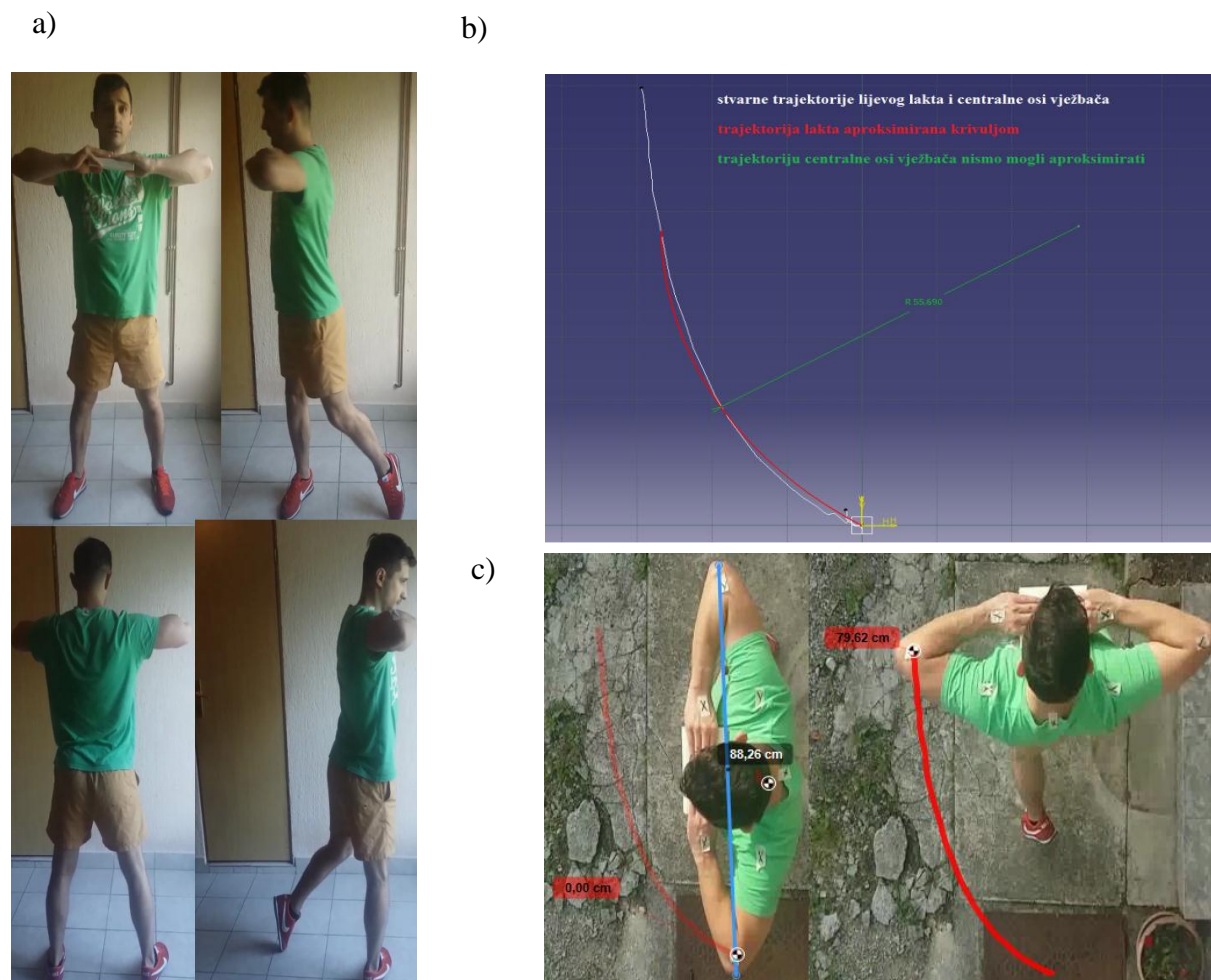 a)
b)
stvarne trajektorije lijevog lakta i centralne osi vježbača
trajektorija lakta aproksimirana krivuljom
trajektoriju centralne osi vježbača nismo mogli aproksimirati
R 55.690
H
c)
88,26 cm
0,00 cm
79,62 cm